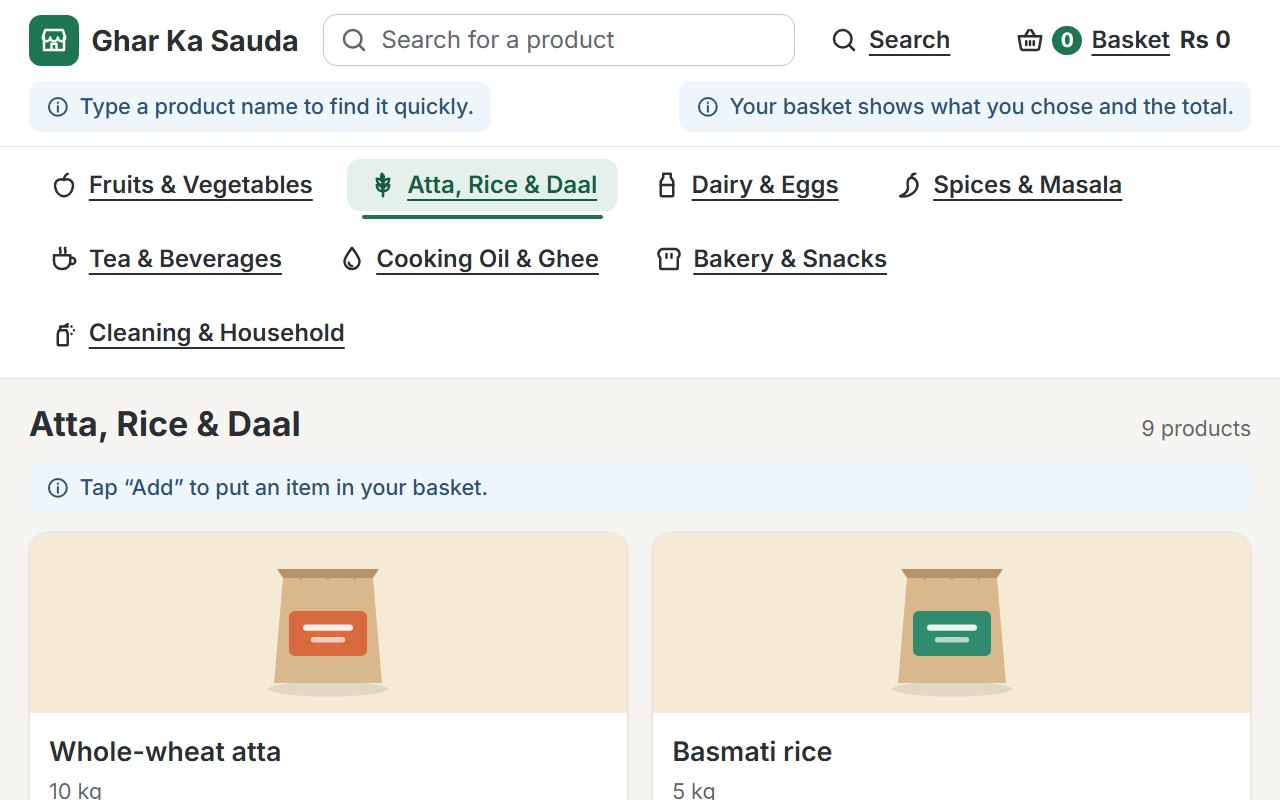 Ghar Ka Sauda
Search for a product
Search
0 Basket Rs 0
Type a product name to find it quickly.
Your basket shows what you chose and the total.
Fruits & Vegetables
Atta, Rice & Daal
Dairy & Eggs
Spices & Masala
Tea & Beverages
Cooking Oil & Ghee
Bakery & Snacks
Cleaning & Household
Atta, Rice & Daal
9 products
Tap “Add” to put an item in your basket.
Whole-wheat atta
10 kg
Basmati rice
5 kg